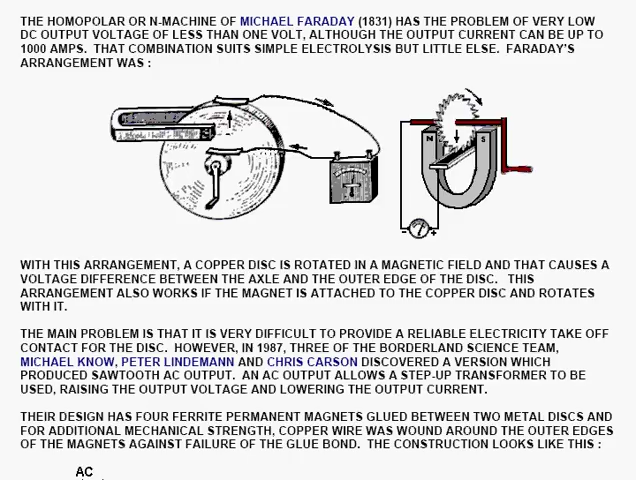 THE HOMOPOLAR OR N-MACHINE OF MICHAEL FARADAY (1831) HAS THE PROBLEM OF VERY LOW
DC OUTPUT VOLTAGE OF LESS THAN ONE VOLT, ALTHOUGH THE OUTPUT CURRENT CAN BE UP TO
1000 AMPS. THAT COMBINATION SUITS SIMPLE ELECTROLYSIS BUT LITTLE ELSE. FARADAY'S
ARRANGEMENT WAS :
N S
- +
WITH THIS ARRANGEMENT, A COPPER DISC IS ROTATED IN A MAGNETIC FIELD AND THAT CAUSES A
VOLTAGE DIFFERENCE BETWEEN THE AXLE AND THE OUTER EDGE OF THE DISC. THIS
ARRANGEMENT ALSO WORKS IF THE MAGNET IS ATTACHED TO THE COPPER DISC AND ROTATES
WITH IT.
THE MAIN PROBLEM IS THAT IT IS VERY DIFFICULT TO PROVIDE A RELIABLE ELECTRICITY TAKE OFF
CONTACT FOR THE DISC. HOWEVER, IN 1987, THREE OF THE BORDERLAND SCIENCE TEAM,
MICHAEL KNOW, PETER LINDEMANN AND CHRIS CARSON DISCOVERED A VERSION WHICH
PRODUCED SAWTOOTH AC OUTPUT. AN AC OUTPUT ALLOWS A STEP-UP TRANSFORMER TO BE
USED, RAISING THE OUTPUT VOLTAGE AND LOWERING THE OUTPUT CURRENT.
THEIR DESIGN HAS FOUR FERRITE PERMANENT MAGNETS GLUED BETWEEN TWO METAL DISCS AND
FOR ADDITIONAL MECHANICAL STRENGTH, COPPER WIRE WAS WOUND AROUND THE OUTER EDGES
OF THE MAGNETS AGAINST FAILURE OF THE GLUE BOND. THE CONSTRUCTION LOOKS LIKE THIS :
AC